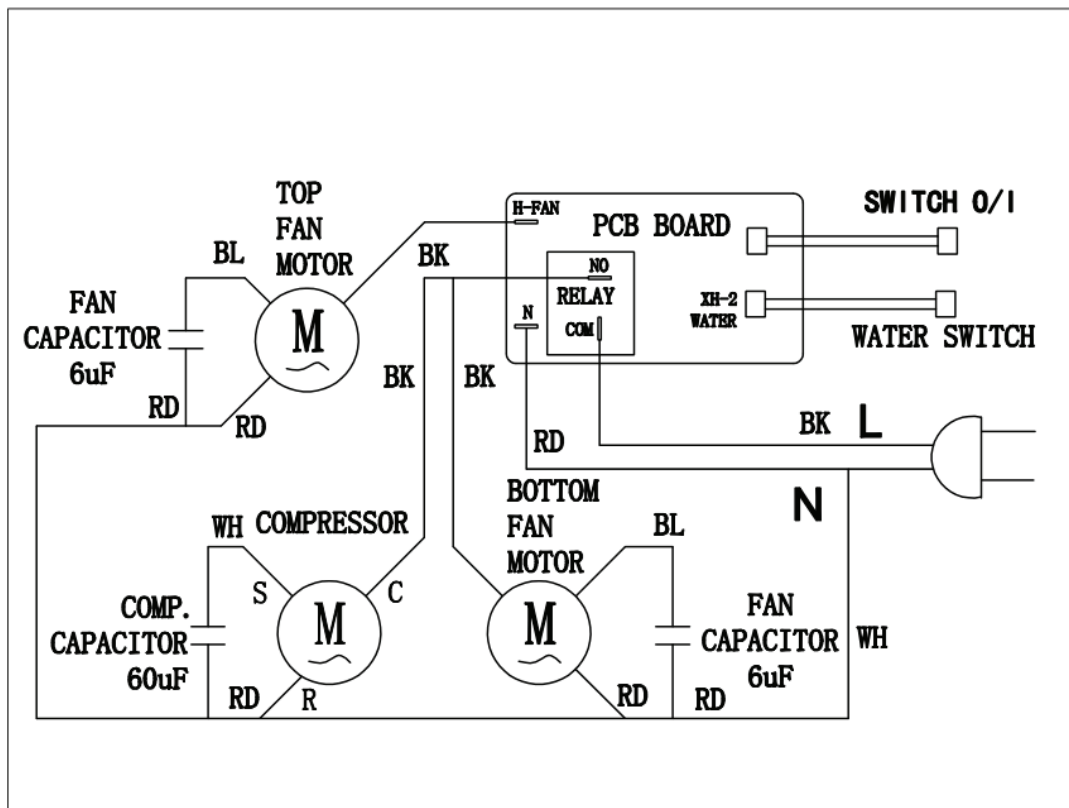 TOP
FAN
MOTOR
BL
BK
FAN
CAPACITOR
6uF
M
RD
RD
H-FAN
PCB BOARD
NO
RELAY
N
COM
XH-2
WATER
SWITCH O/I
WATER SWITCH
BK
BK
BK
L
RD
N
WH
COMPRESSOR
S
C
M
R
COMP.
CAPACITOR
60uF
RD
BOTTOM
FAN
MOTOR
BL
M
FAN
CAPACITOR
6uF
WH
RD
RD